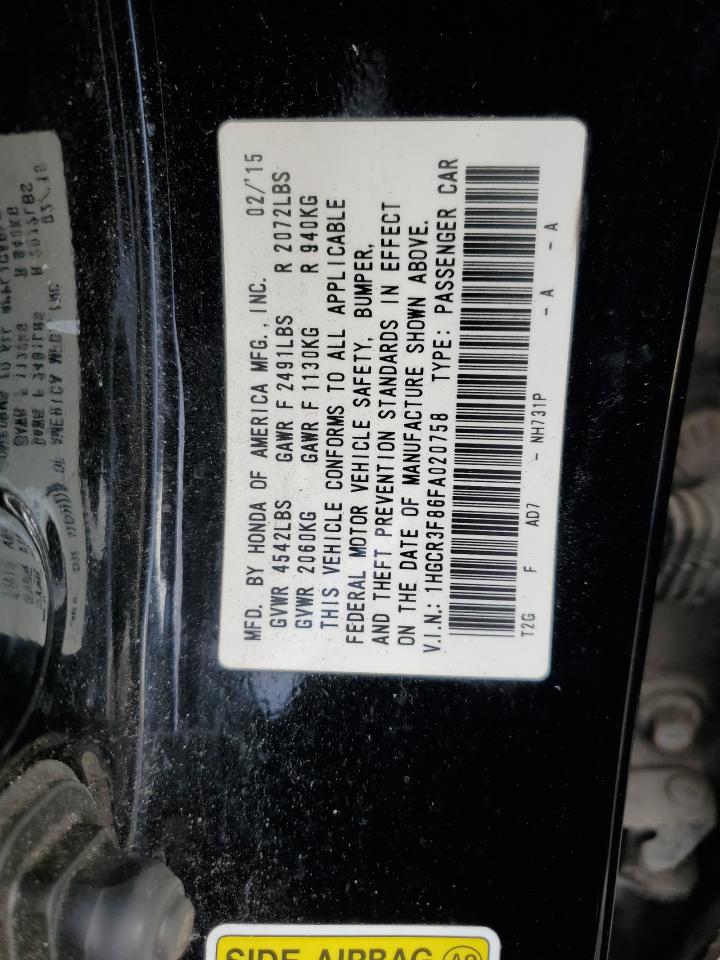 MFD. BY HONDA OF AMERICA MFG., INC. 02/'15
GVWR 4542LBS GAWR F 2491LBS R 2072LBS
GVWR 2060KG GAWR F 1130KG R 940KG
THIS VEHICLE CONFORMS TO ALL APPLICABLE
FEDERAL MOTOR VEHICLE SAFETY, BUMPER,
AND THEFT PREVENTION STANDARDS IN EFFECT
ON THE DATE OF MANUFACTURE SHOWN ABOVE.
V.I.N.: 1HGCR3F86FA020758 TYPE: PASSENGER CAR
T2G F AD7 - NH731P - A - A
SIDE AIRBAG